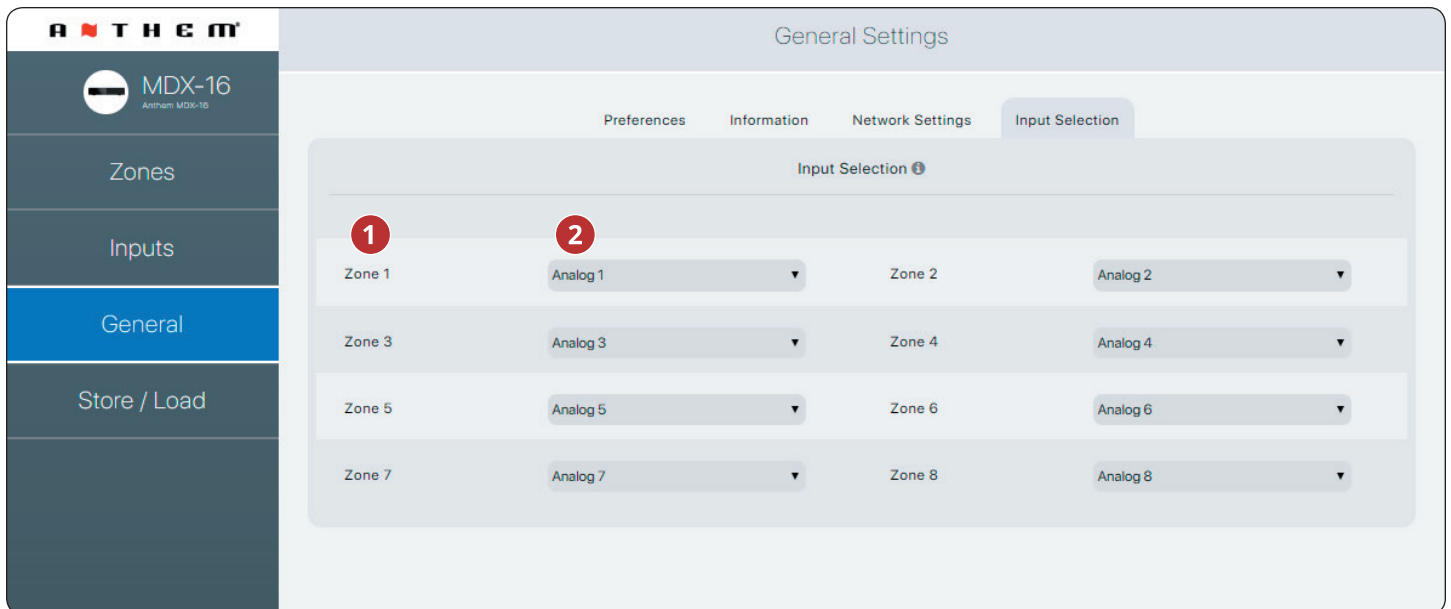 ANTHEM
General Settings
MDX-16
Anthem MDX-16
Zones
Inputs
General
Store / Load
Preferences Information Network Settings Input Selection
Input Selection
1 2
Zone 1 Analog 1 Zone 2 Analog 2
Zone 3 Analog 3 Zone 4 Analog 4
Zone 5 Analog 5 Zone 6 Analog 6
Zone 7 Analog 7 Zone 8 Analog 8